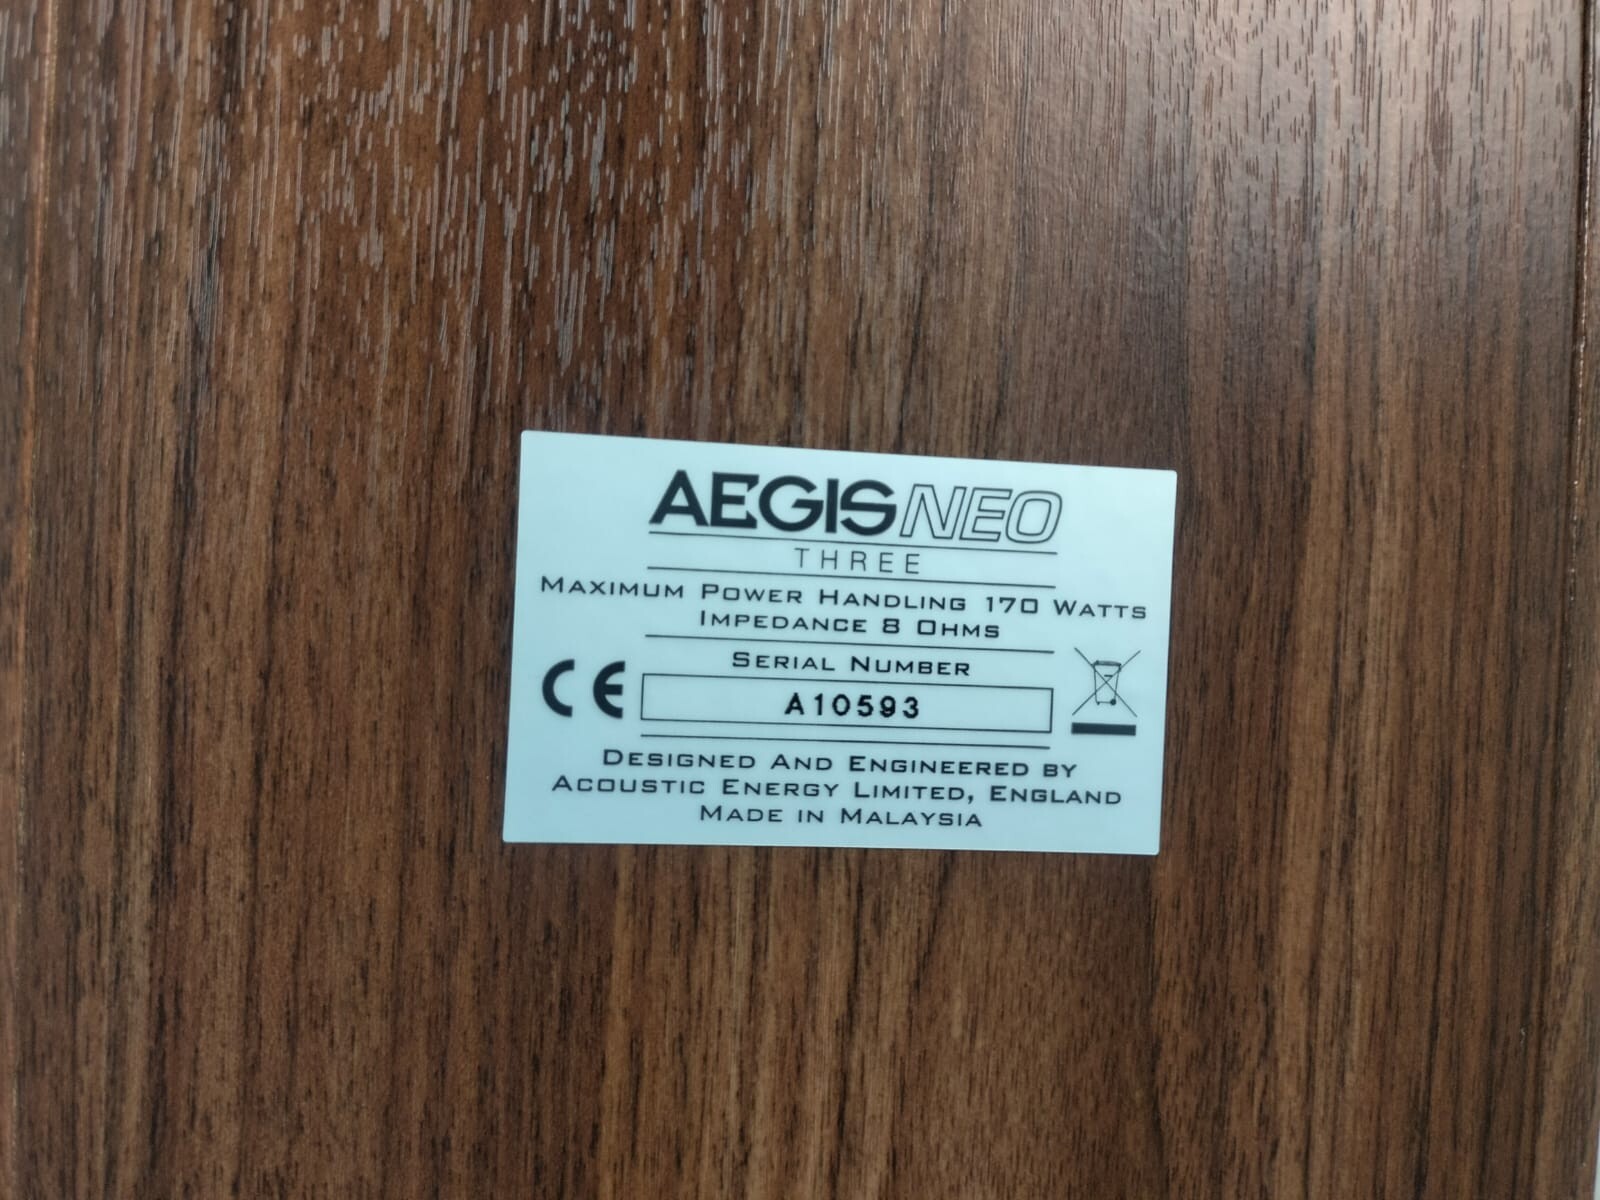 AEGIS NEO
THREE
MAXIMUM POWER HANDLING 170 WATTS
IMPEDANCE 8 OHMS
SERIAL NUMBER
CE
A10593
DESIGNED AND ENGINEERED BY
ACOUSTIC ENERGY LIMITED, ENGLAND
MADE IN MALAYSIA